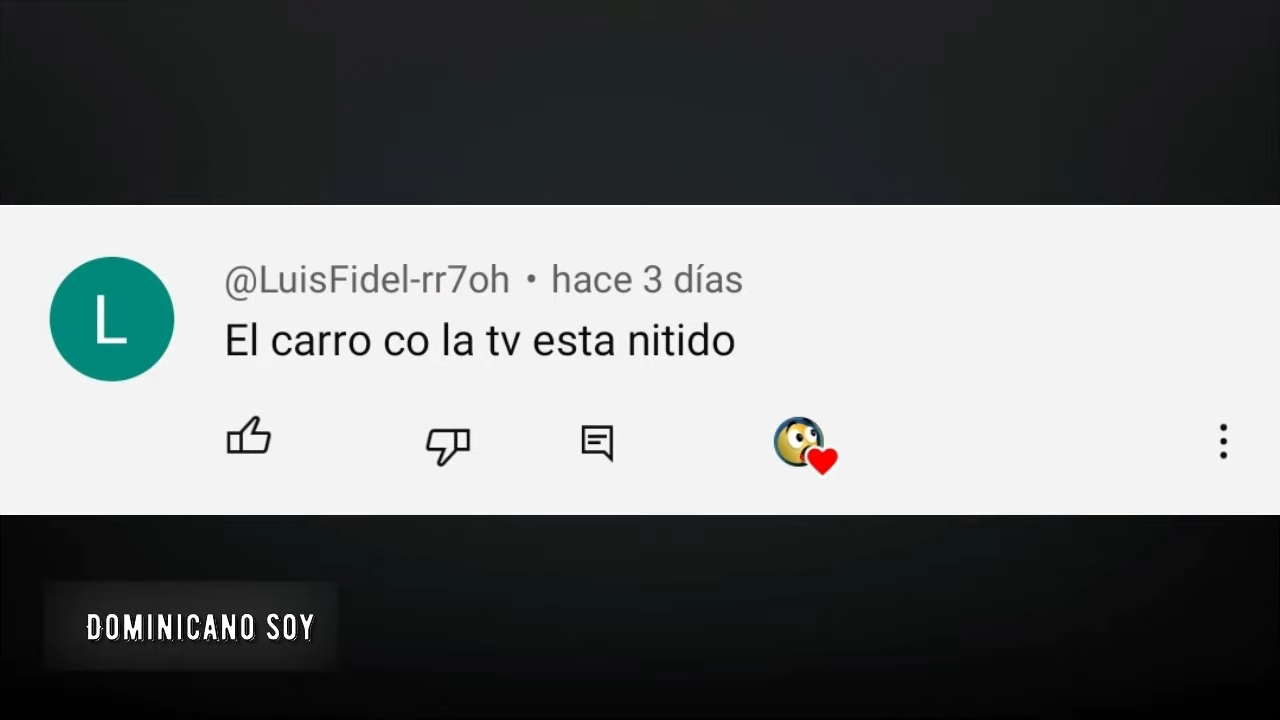 L
@LuisFidel-rr7oh • hace 3 días
El carro co la tv esta nitido
DOMINICANO SOY